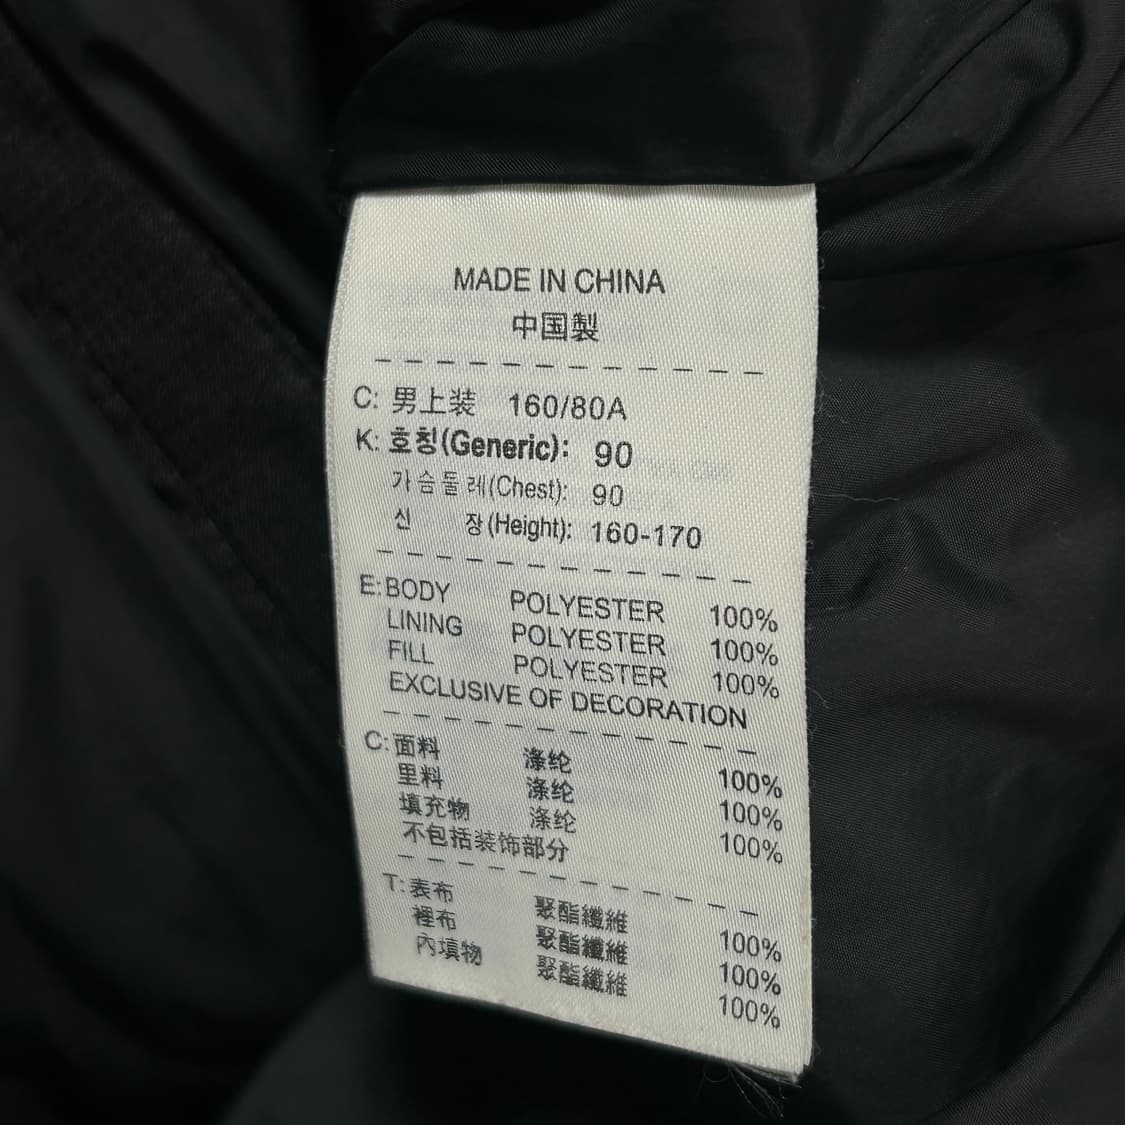 MADE IN CHINA
中国製
C: 男上装 160/80A
K: 호칭(Generic): 90
가슴둘레(Chest): 90
신 장(Height): 160-170
E: BODY POLYESTER 100%
LINING POLYESTER 100%
FILL POLYESTER 100%
EXCLUSIVE OF DECORATION
C: 面料 涤纶 100%
里料 涤纶 100%
填充物 涤纶 100%
不包括装饰部分
T: 表布 聚酯纖維 100%
裡布 聚酯纖維 100%
內填物 聚酯纖維 100%